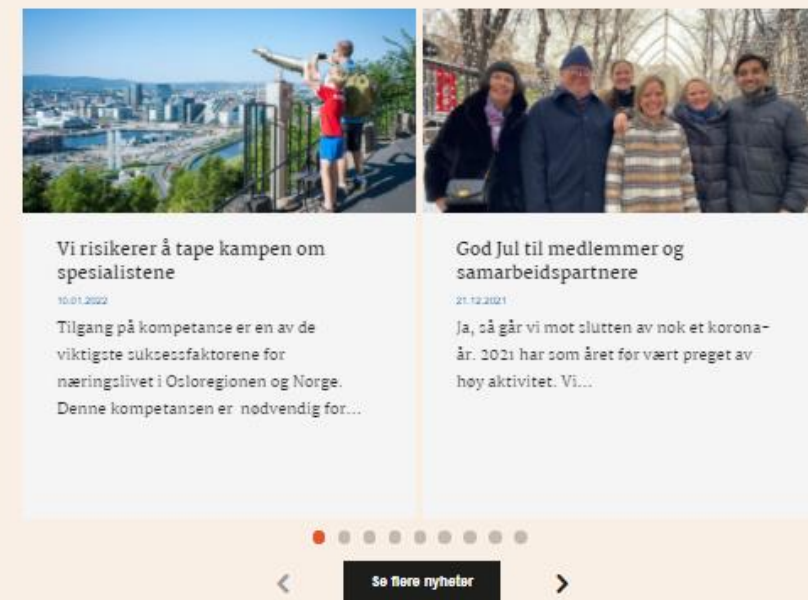 Vi risikerer å tape kampen om
spesialistene
10.01.2022
Tilgang på kompetanse er en av de
viktigste suksessfaktorene for
næringslivet i Osloregionen og Norge.
Denne kompetansen er nødvendig for...
God Jul til medlemmer og
samarbeidspartnere
21.12.2021
Ja, så går vi mot slutten av nok et korona-
år. 2021 har som året før vært preget av
høy aktivitet. Vi...
Se flere nyheter